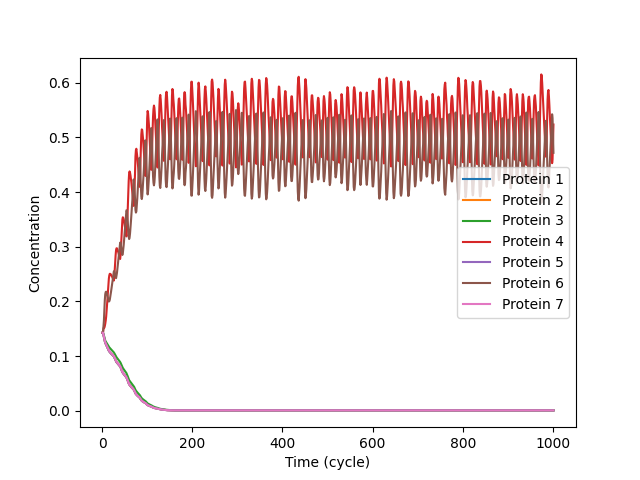 0.6
0.5
0.4
0.3
0.2
0.1
0.0
Concentration
0
200
400
600
800
1000
Time (cycle)
Protein 1
Protein 2
Protein 3
Protein 4
Protein 5
Protein 6
Protein 7